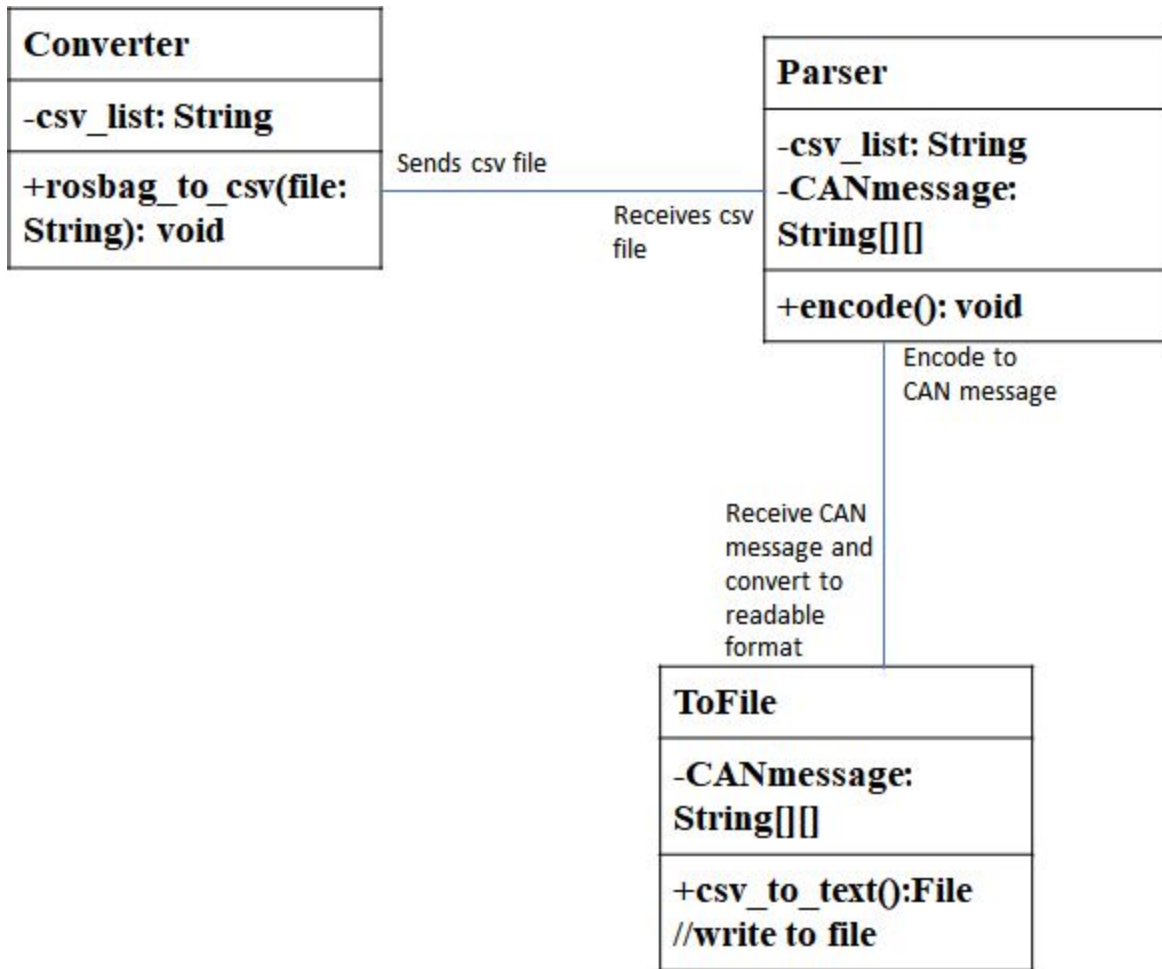 Converter
-csv_list: String
+rosbag_to_csv(file:
String): void
Sends csv file
Receives csv
file
Parser
-csv_list: String
-CANmessage:
String[][]
+encode(): void
Encode to
CAN message
Receive CAN
message and
convert to
readable
format
ToFile
-CANmessage:
String[][]
+csv_to_text():File
//write to file